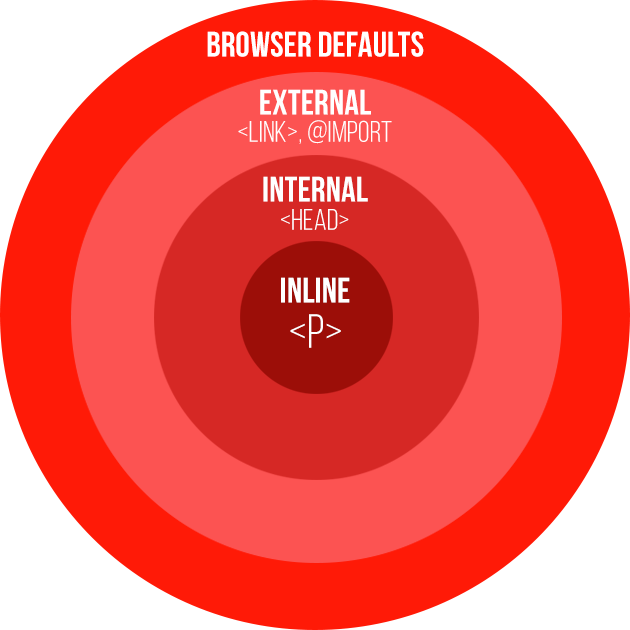 BROWSER DEFAULTS
EXTERNAL
<LINK>, @IMPORT
INTERNAL
<HEAD>
INLINE
<P>